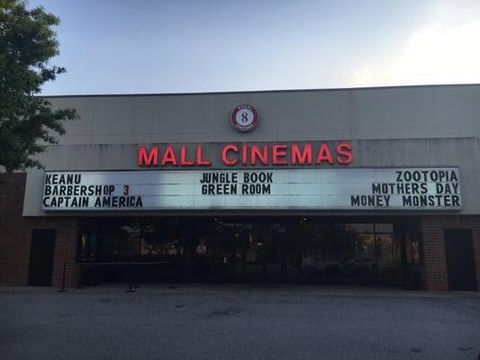 8
MALL CINEMAS
KEANU
BARBERSHOP 3
CAPTAIN AMERICA
JUNGLE BOOK
GREEN ROOM
ZOOTOPIA
MOTHERS DAY
MONEY MONSTER